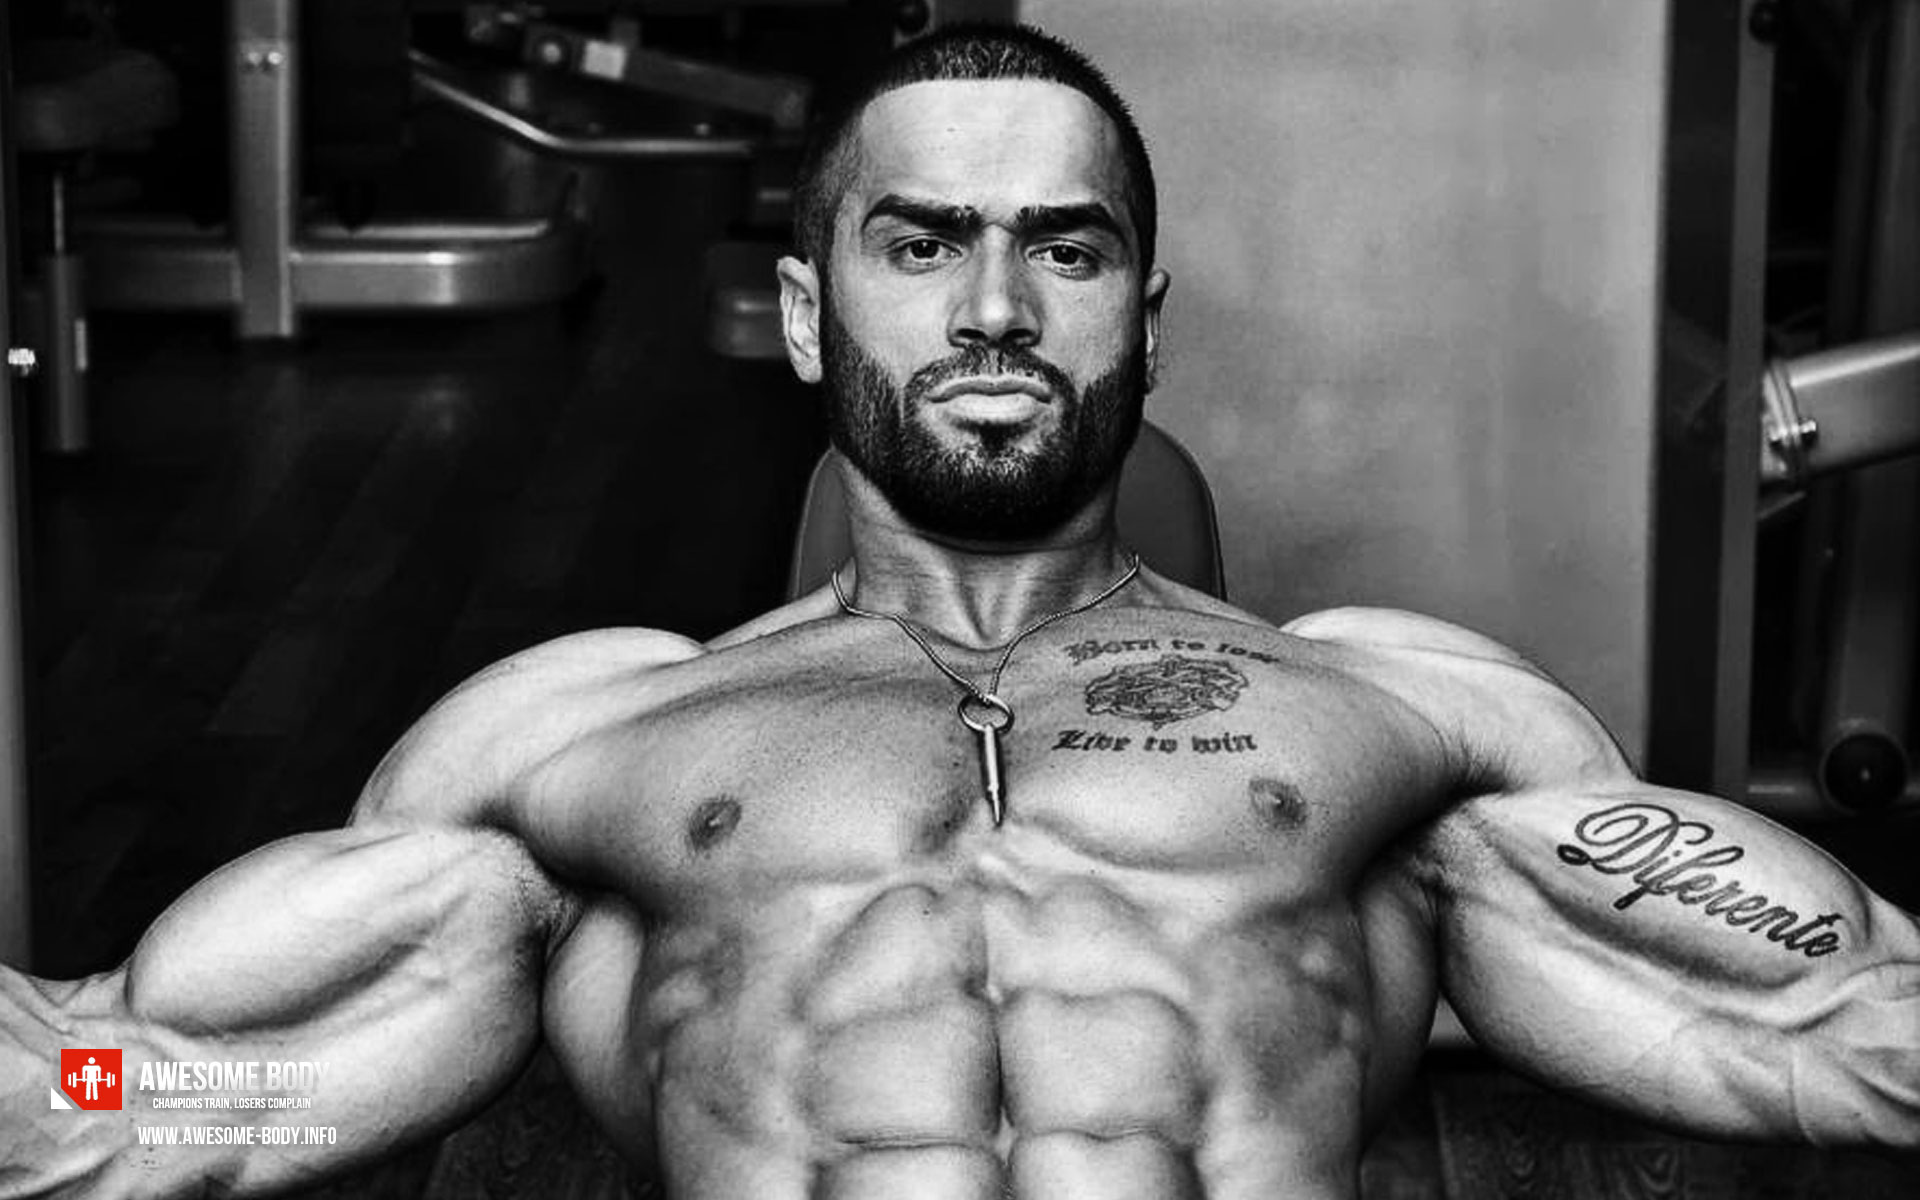 Born to lose
Live to win
Diferente
AWESOME BODY
CHAMPIONS TRAIN, LOSERS COMPLAIN
WWW.AWESOME-BODY.INFO